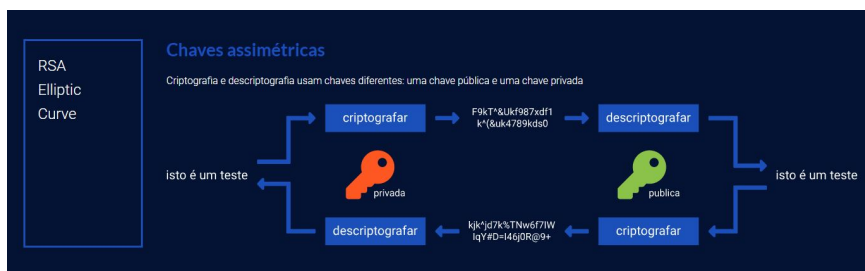 RSA
Elliptic
Curve
Chaves assimétricas
Criptografia e descriptografia usam chaves diferentes: uma chave pública e uma chave privada
criptografar
F9kT^&Ukf987xdf1
k^(&uk4789kds0
descriptografar
isto é um teste
privada
publica
isto é um teste
descriptografar
kjk^jd7k%TNw6f7IW
IqY#D=I46j0R@9+
criptografar